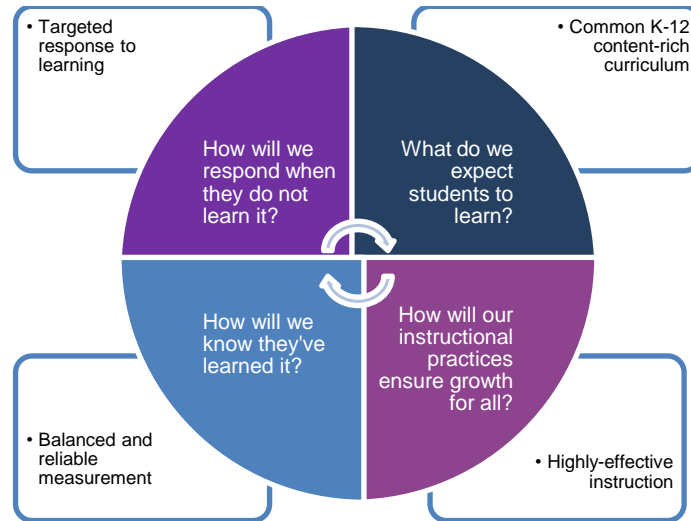 • Targeted
response to
learning
• Common K-12
content-rich
curriculum
How will we
respond when
they do not
learn it?
What do we
expect
students to
learn?
How will we
know they've
learned it?
How will our
instructional
practices
ensure growth
for all?
• Balanced and
reliable
measurement
• Highly-effective
instruction